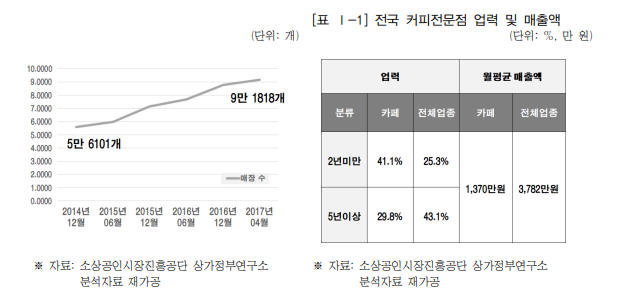 [표 Ⅰ-1] 전국 커피전문점 업력 및 매출액
(단위: 개)
(단위: %, 만 원)
10.0000
9.0000
8.0000
7.0000
6.0000
5.0000
4.0000
3.0000
2.0000
1.0000
0.0000
9만 1818개
5만 6101개
매장 수
2014년 2015년 2015년 2016년 2016년 2017년
12월 06월 12월 06월 12월 04월
업력 월평균 매출액
분류 카페 전체업종 카페 전체업종
2년미만 41.1% 25.3%
1,370만원 3,782만원
5년이상 29.8% 43.1%
※ 자료: 소상공인시장진흥공단 상가정부연구소
분석자료 재가공
※ 자료: 소상공인시장진흥공단 상가정부연구소
분석자료 재가공